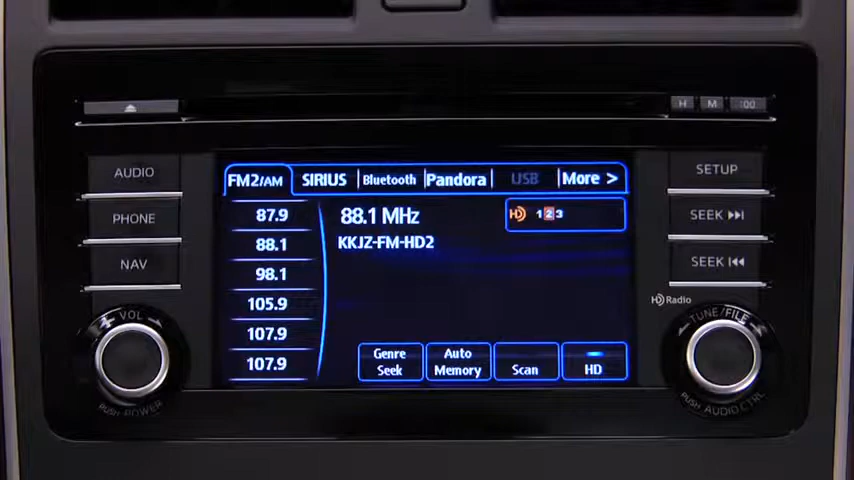 H M :00
AUDIO
PHONE
NAV
VOL
PUSH POWER
FM2/AM SIRIUS Bluetooth Pandora USB More >
87.9
88.1
98.1
105.9
107.9
107.9
88.1 MHz
KKJZ-FM-HD2
HD 1 2 3
Genre Seek
Auto Memory
Scan
HD
SETUP
SEEK
SEEK
HD Radio
TUNE/FILE
PUSH AUDIO CTRL